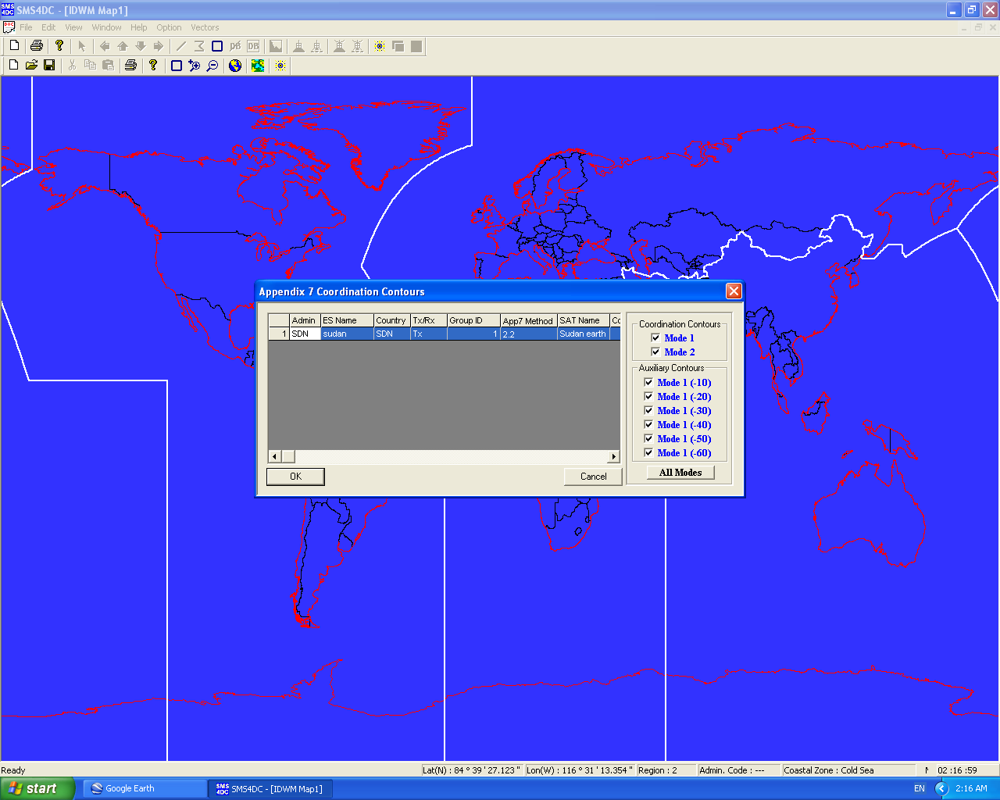 SMS4DC - [IDWM Map1]
File Edit View Window Help Option Vectors
Appendix 7 Coordination Contours
Admin ES Name Country Tx/Rx Group ID App7 Method SAT Name Co
1 SDN sudan SDN Tx 1 2.2 Sudan earth
Coordination Contours
Mode 1
Mode 2
Auxiliary Contours
Mode 1 (-10)
Mode 1 (-20)
Mode 1 (-30)
Mode 1 (-40)
Mode 1 (-50)
Mode 1 (-60)
All Modes
OK Cancel
Ready Lat(N) : 84 ° 39 ' 27.123 " Lon(W) : 116 ° 31 ' 13.354 " Region : 2 Admin. Code : --- Coastal Zone : Cold Sea 02:16:59
start Google Earth SMS4DC - [IDWM Map1] EN 2:16 AM